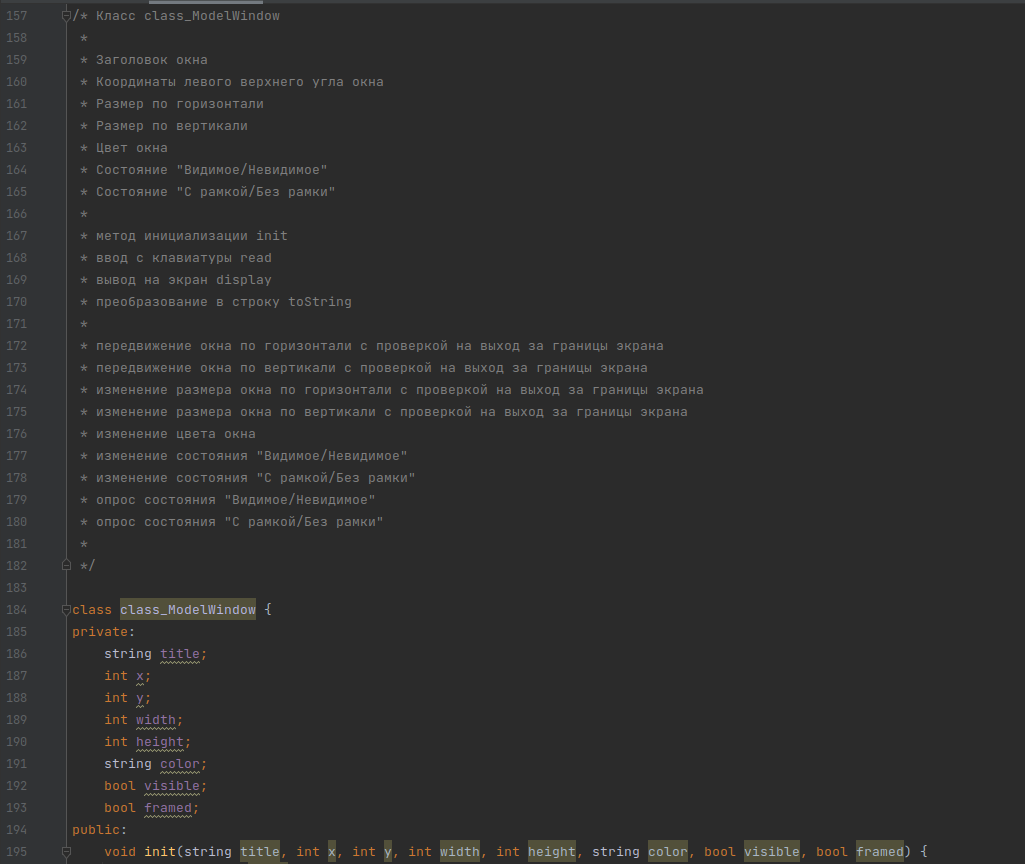 157 /* Класс class_ModelWindow
158 *
159 * Заголовок окна
160 * Координаты левого верхнего угла окна
161 * Размер по горизонтали
162 * Размер по вертикали
163 * Цвет окна
164 * Состояние "Видимое/Невидимое"
165 * Состояние "С рамкой/Без рамки"
166 *
167 * метод инициализации init
168 * ввод с клавиатуры read
169 * вывод на экран display
170 * преобразование в строку toString
171 *
172 * передвижение окна по горизонтали с проверкой на выход за границы экрана
173 * передвижение окна по вертикали с проверкой на выход за границы экрана
174 * изменение размера окна по горизонтали с проверкой на выход за границы экрана
175 * изменение размера окна по вертикали с проверкой на выход за границы экрана
176 * изменение цвета окна
177 * изменение состояния "Видимое/Невидимое"
178 * изменение состояния "С рамкой/Без рамки"
179 * опрос состояния "Видимое/Невидимое"
180 * опрос состояния "С рамкой/Без рамки"
181 *
182 */
183
184 class class_ModelWindow {
185 private:
186 string title;
187 int x;
188 int y;
189 int width;
190 int height;
191 string color;
192 bool visible;
193 bool framed;
194 public:
195 void init(string title, int x, int y, int width, int height, string color, bool visible, bool framed) {